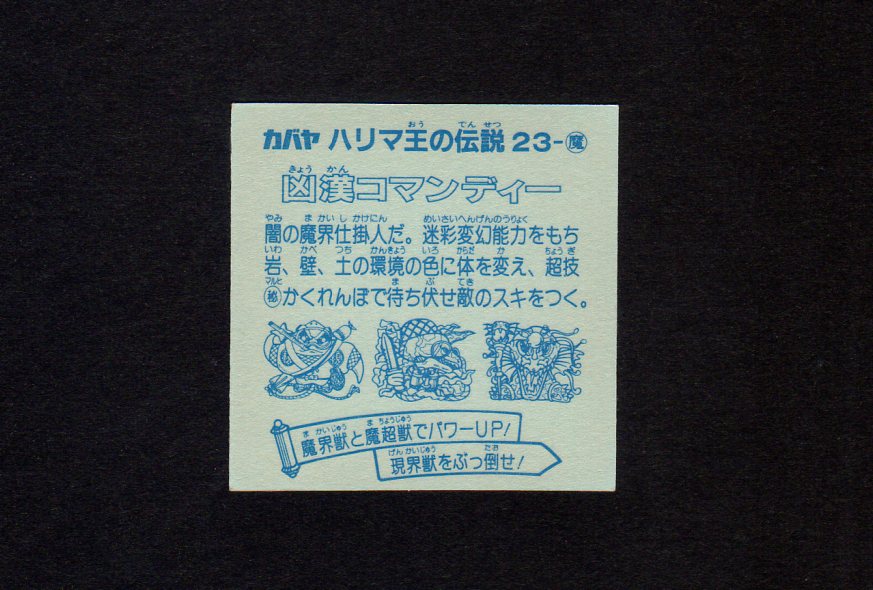 カバヤ ハリマ王の伝説 23-魔
凶漢コマンディー
闇の魔界仕掛人だ。迷彩変幻能力をもち
岩、壁、土の環境の色に体を変え、超技
㊙かくれんぼで待ち伏せ敵のスキをつく。
魔界獣と魔超獣でパワーUP!
現界獣をぶっ倒せ!